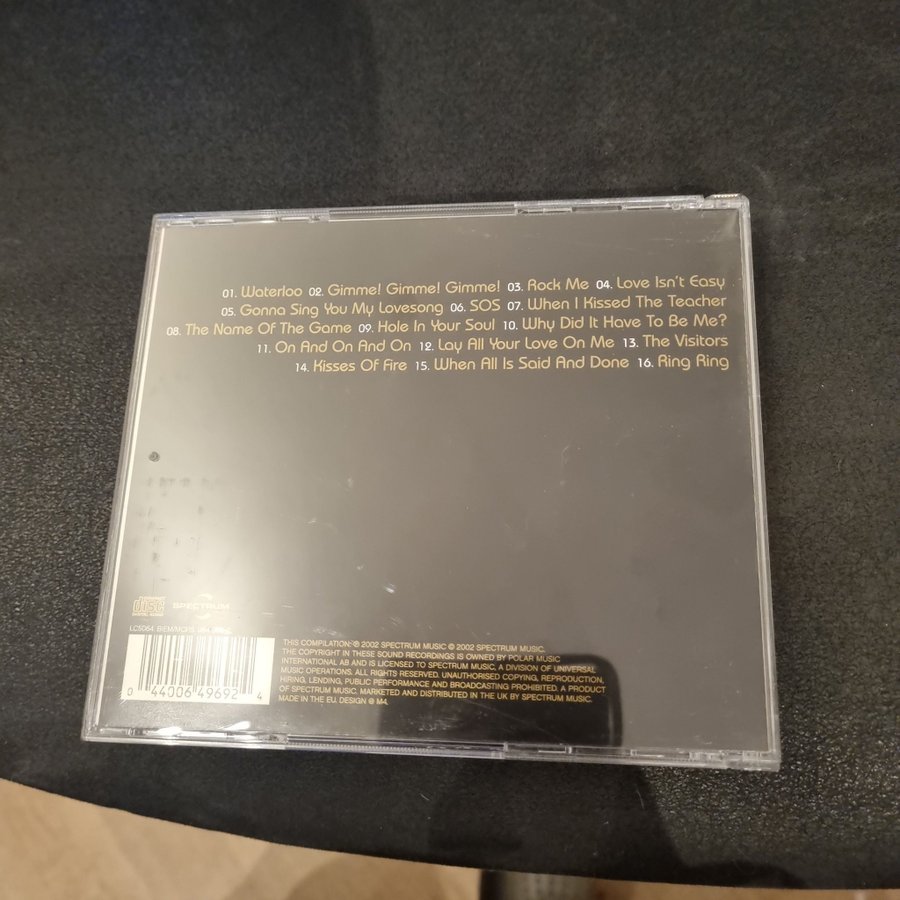 01. Waterloo 02. Gimme! Gimme! Gimme! 03. Rock Me 04. Love Isn't Easy
05. Gonna Sing You My Lovesong 06. SOS 07. When I Kissed The Teacher
08. The Name Of The Game 09. Hole In Your Soul 10. Why Did It Have To Be Me?
11. On And On And On 12. Lay All Your Love On Me 13. The Visitors
14. Kisses Of Fire 15. When All Is Said And Done 16. Ring Ring
COMPACT
disc
DIGITAL AUDIO
SPECTRUM
LC5064. BIEM/MCPS
0 44006 49692 4
THIS COMPILATION: ℗ 2002 SPECTRUM MUSIC © 2002 SPECTRUM MUSIC.
THE COPYRIGHT IN THESE SOUND RECORDINGS IS OWNED BY POLAR MUSIC
INTERNATIONAL AB AND IS LICENSED TO SPECTRUM MUSIC, A DIVISION OF UNIVERSAL
MUSIC OPERATIONS. ALL RIGHTS RESERVED. UNAUTHORISED COPYING, REPRODUCTION,
HIRING, LENDING, PUBLIC PERFORMANCE AND BROADCASTING PROHIBITED. A PRODUCT
OF SPECTRUM MUSIC. MARKETED AND DISTRIBUTED IN THE UK BY SPECTRUM MUSIC.
MADE IN THE EU. DESIGN @ M4.